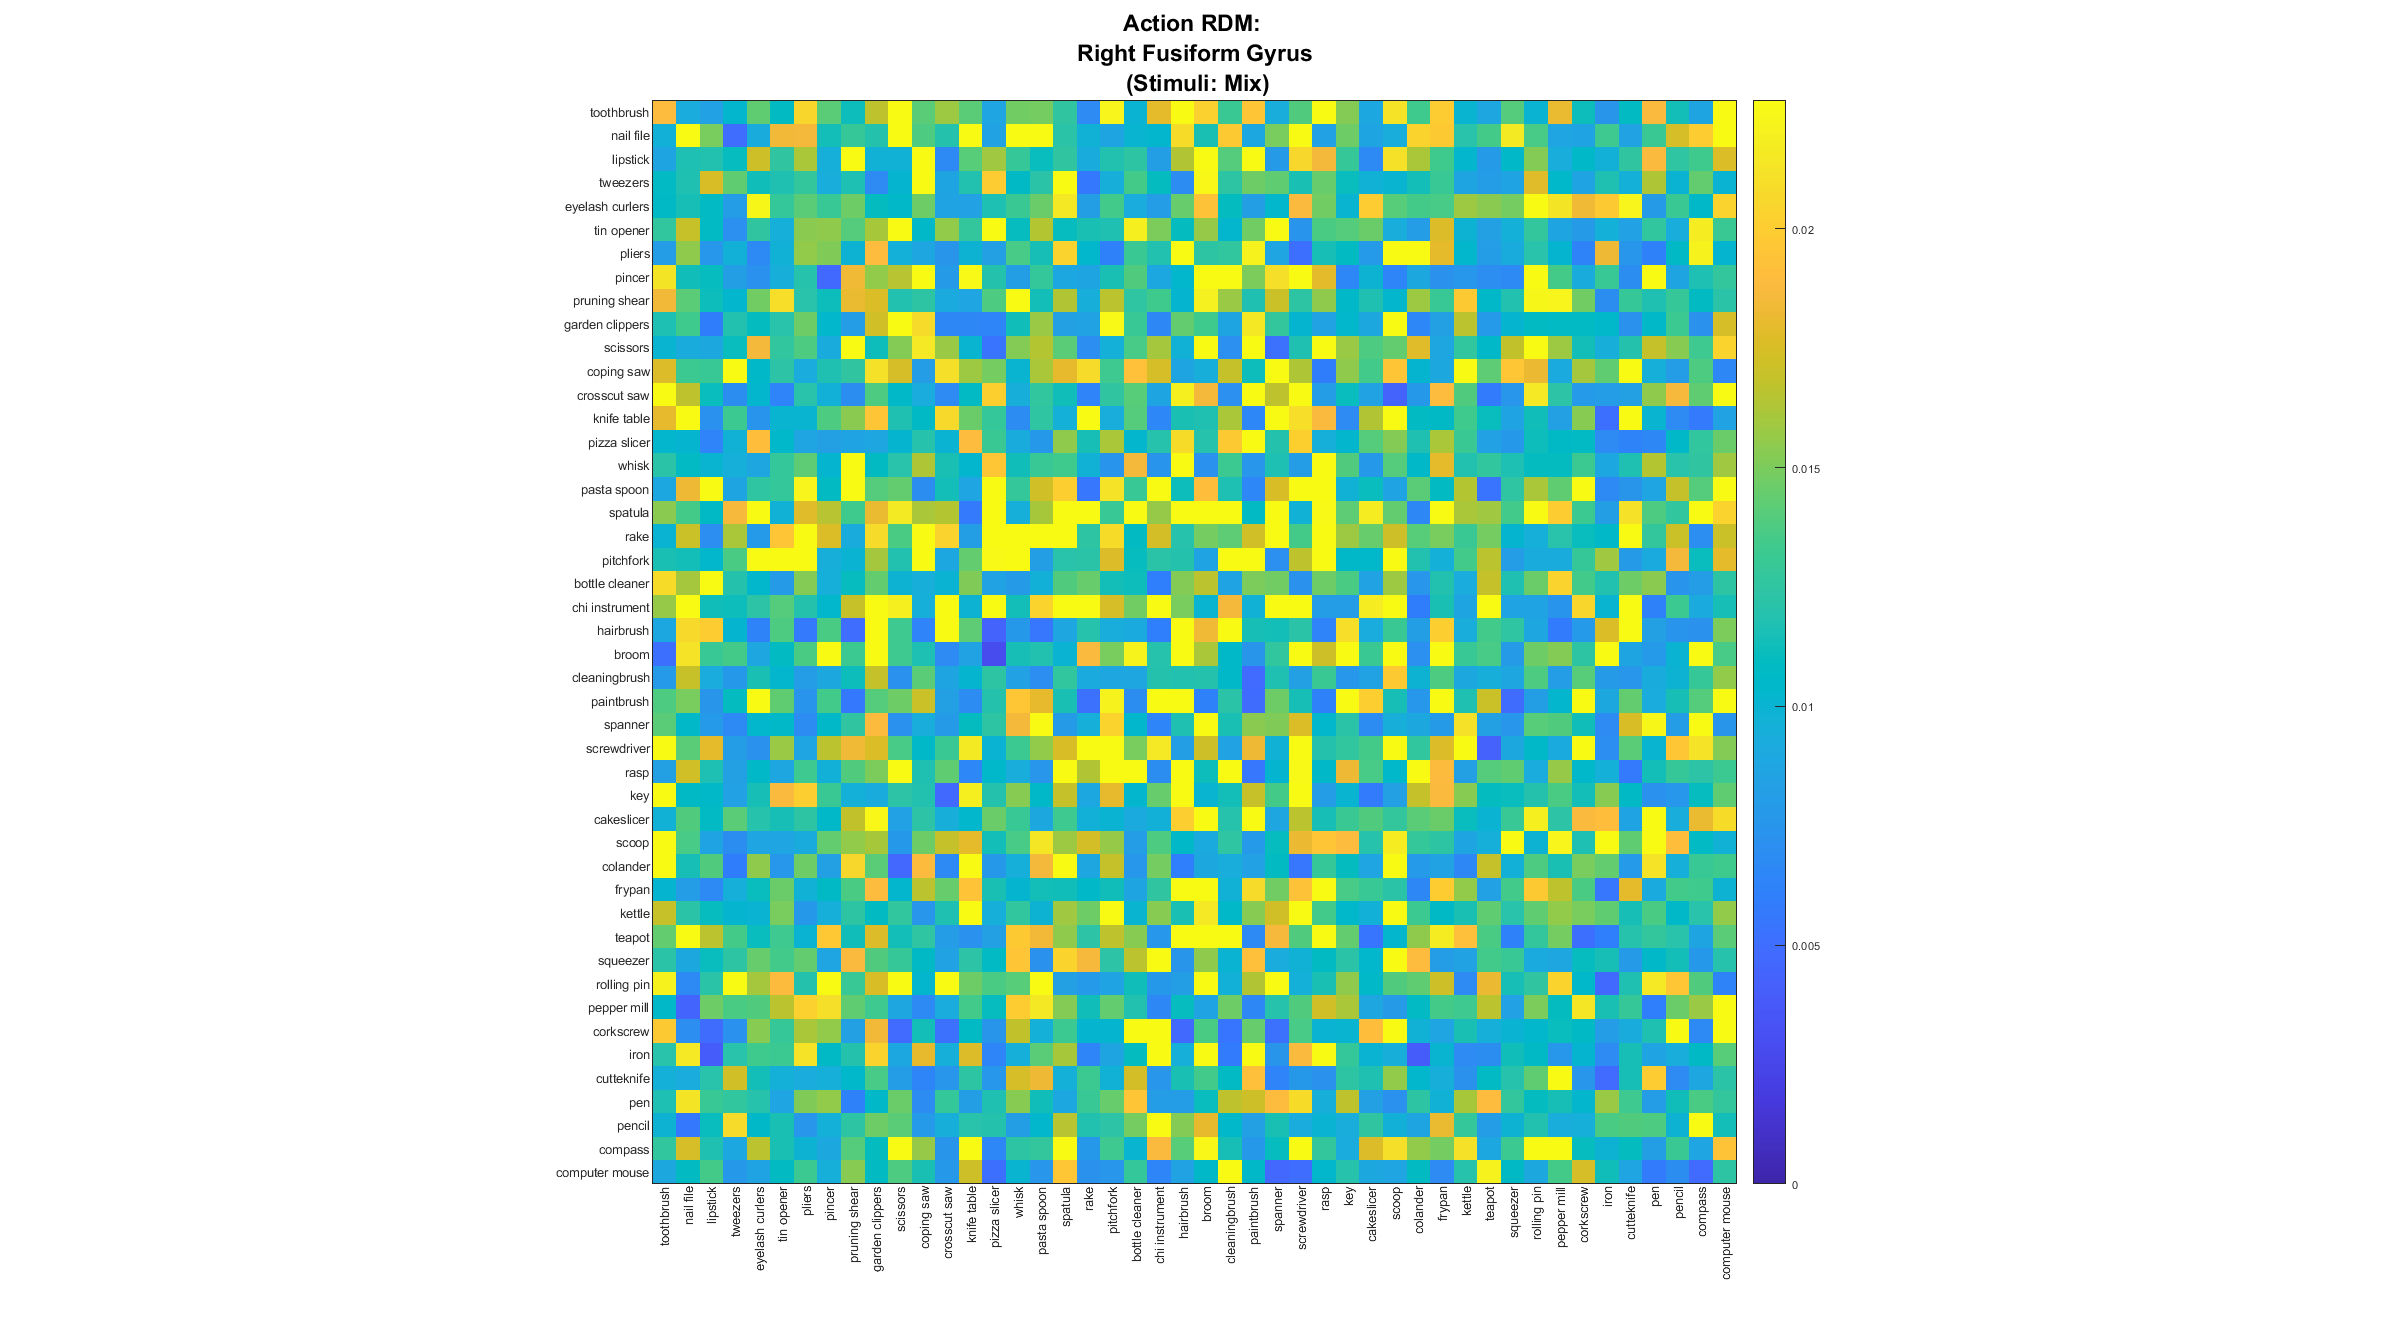 Action RDM:
Right Fusiform Gyrus
(Stimuli: Mix)
toothbrush
nail file
lipstick
tweezers
eyelash curlers
tin opener
pliers
pincer
pruning shear
garden clippers
scissors
coping saw
crosscut saw
knife table
pizza slicer
whisk
pasta spoon
spatula
rake
pitchfork
bottle cleaner
chi instrument
hairbrush
broom
cleaningbrush
paintbrush
spanner
screwdriver
rasp
key
cakeslicer
scoop
colander
frypan
kettle
teapot
squeezer
rolling pin
pepper mill
corkscrew
iron
cutteknife
pen
pencil
compass
computer mouse
toothbrush
nail file
lipstick
tweezers
eyelash curlers
tin opener
pliers
pincer
pruning shear
garden clippers
scissors
coping saw
crosscut saw
knife table
pizza slicer
whisk
pasta spoon
spatula
rake
pitchfork
bottle cleaner
chi instrument
hairbrush
broom
cleaningbrush
paintbrush
spanner
screwdriver
rasp
key
cakeslicer
scoop
colander
frypan
kettle
teapot
squeezer
rolling pin
pepper mill
corkscrew
iron
cutteknife
pen
pencil
compass
computer mouse
0.02
0.015
0.01
0.005
0